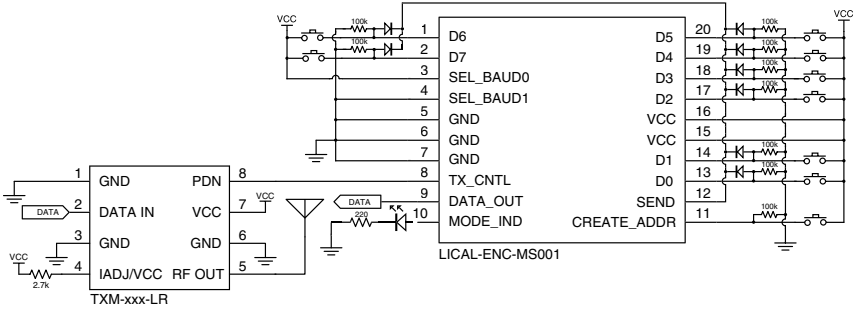 VCC
100k
100k
1 D6
2 D7
3 SEL_BAUD0
4 SEL_BAUD1
5 GND
6 GND
7 GND
8 TX_CNTL
9 DATA_OUT
10 MODE_IND
DATA
220
D5 20
D4 19
D3 18
D2 17
VCC 16
VCC 15
D1 14
D0 13
SEND 12
CREATE_ADDR 11
100k
100k
100k
100k
100k
100k
100k
VCC
LICAL-ENC-MS001
1 GND
2 DATA IN
3 GND
4 IADJ/VCC
DATA
VCC
2.7k
PDN 8
VCC 7
GND 6
RF OUT 5
VCC
TXM-xxx-LR